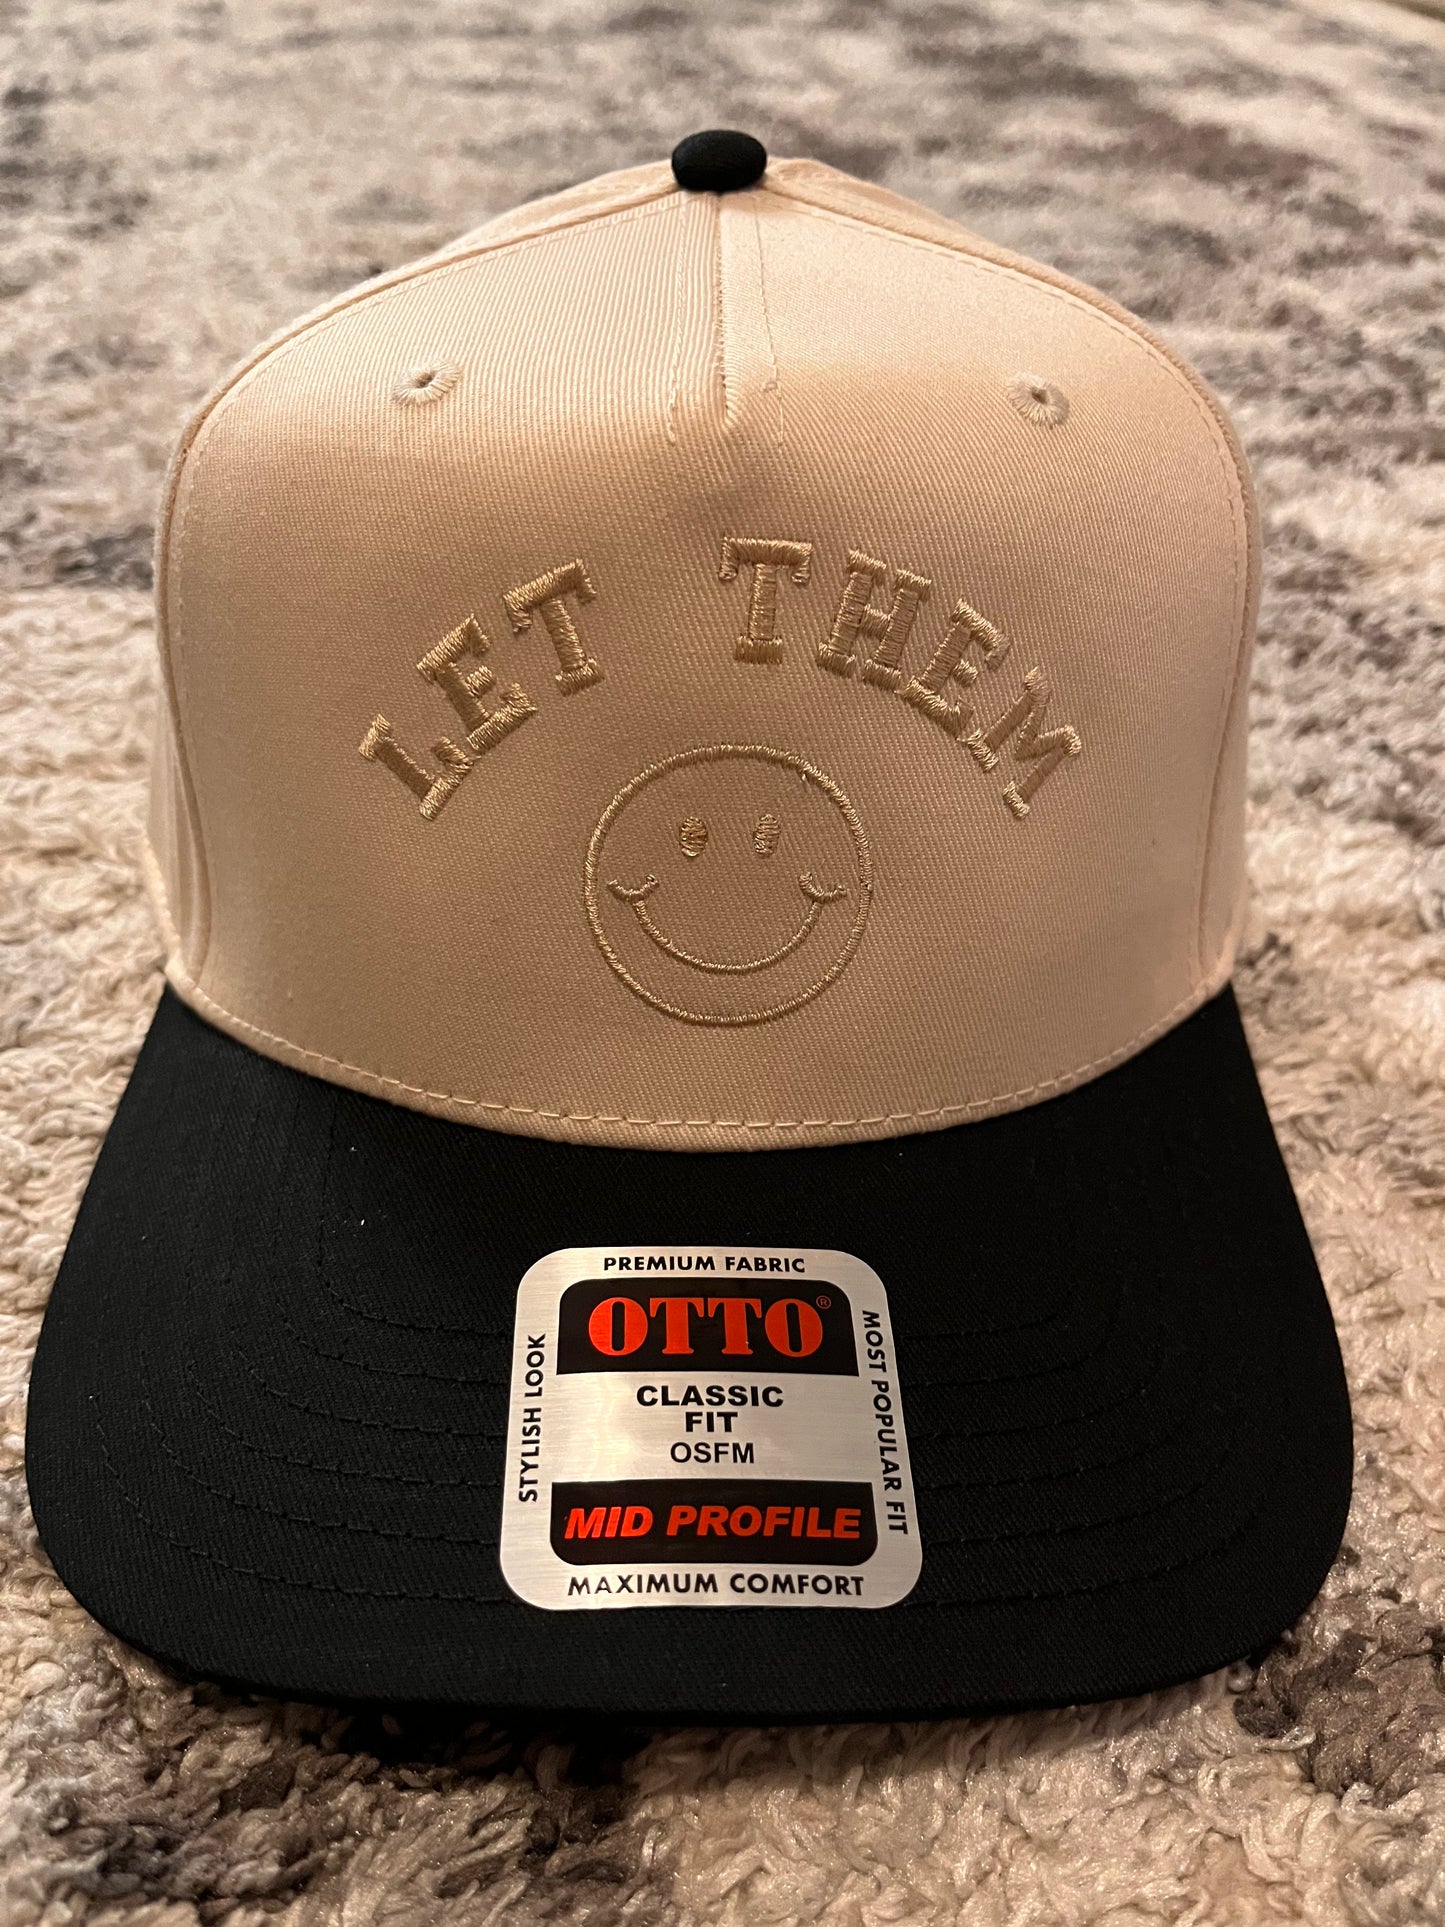 LET THEM
PREMIUM FABRIC
OTTO®
STYLISH LOOK
CLASSIC
FIT
OSFM
MOST POPULAR FIT
MID PROFILE
MAXIMUM COMFORT